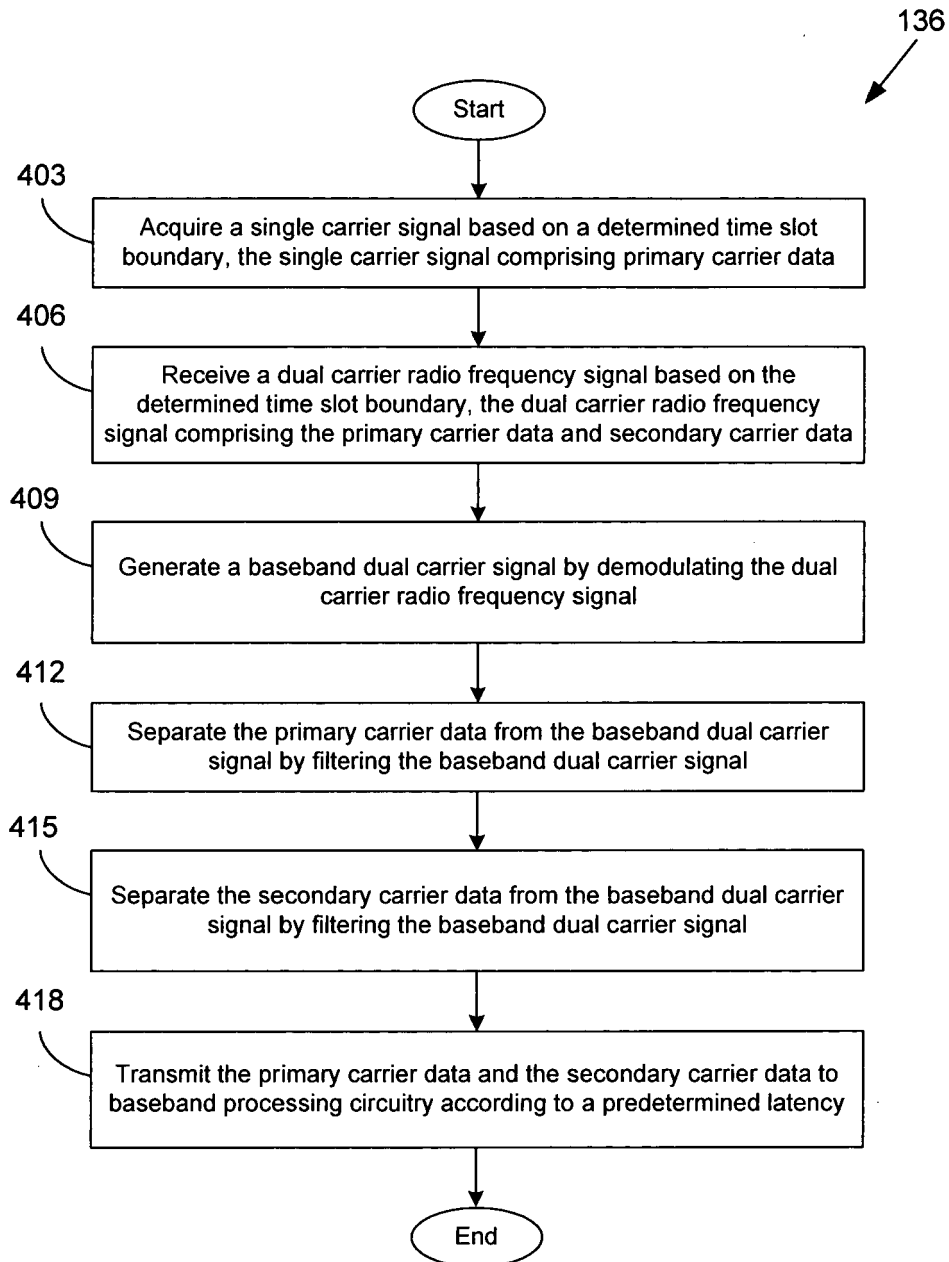 136
Start
403
Acquire a single carrier signal based on a determined time slot
boundary, the single carrier signal comprising primary carrier data
406
Receive a dual carrier radio frequency signal based on the
determined time slot boundary, the dual carrier radio frequency
signal comprising the primary carrier data and secondary carrier data
409
Generate a baseband dual carrier signal by demodulating the dual
carrier radio frequency signal
412
Separate the primary carrier data from the baseband dual carrier
signal by filtering the baseband dual carrier signal
415
Separate the secondary carrier data from the baseband dual carrier
signal by filtering the baseband dual carrier signal
418
Transmit the primary carrier data and the secondary carrier data to
baseband processing circuitry according to a predetermined latency
End